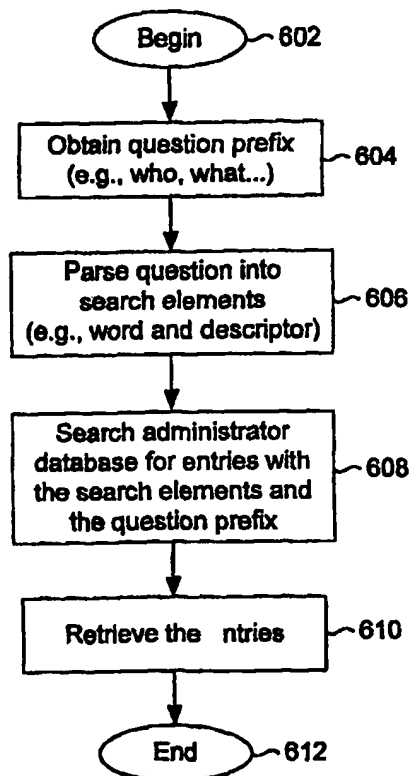 Begin
602
Obtain question prefix
(e.g., who, what...)
604
Parse question into
search elements
(e.g., word and descriptor)
606
Search administrator
database for entries with
the search elements and
the question prefix
608
Retrieve the ntries
610
End
612